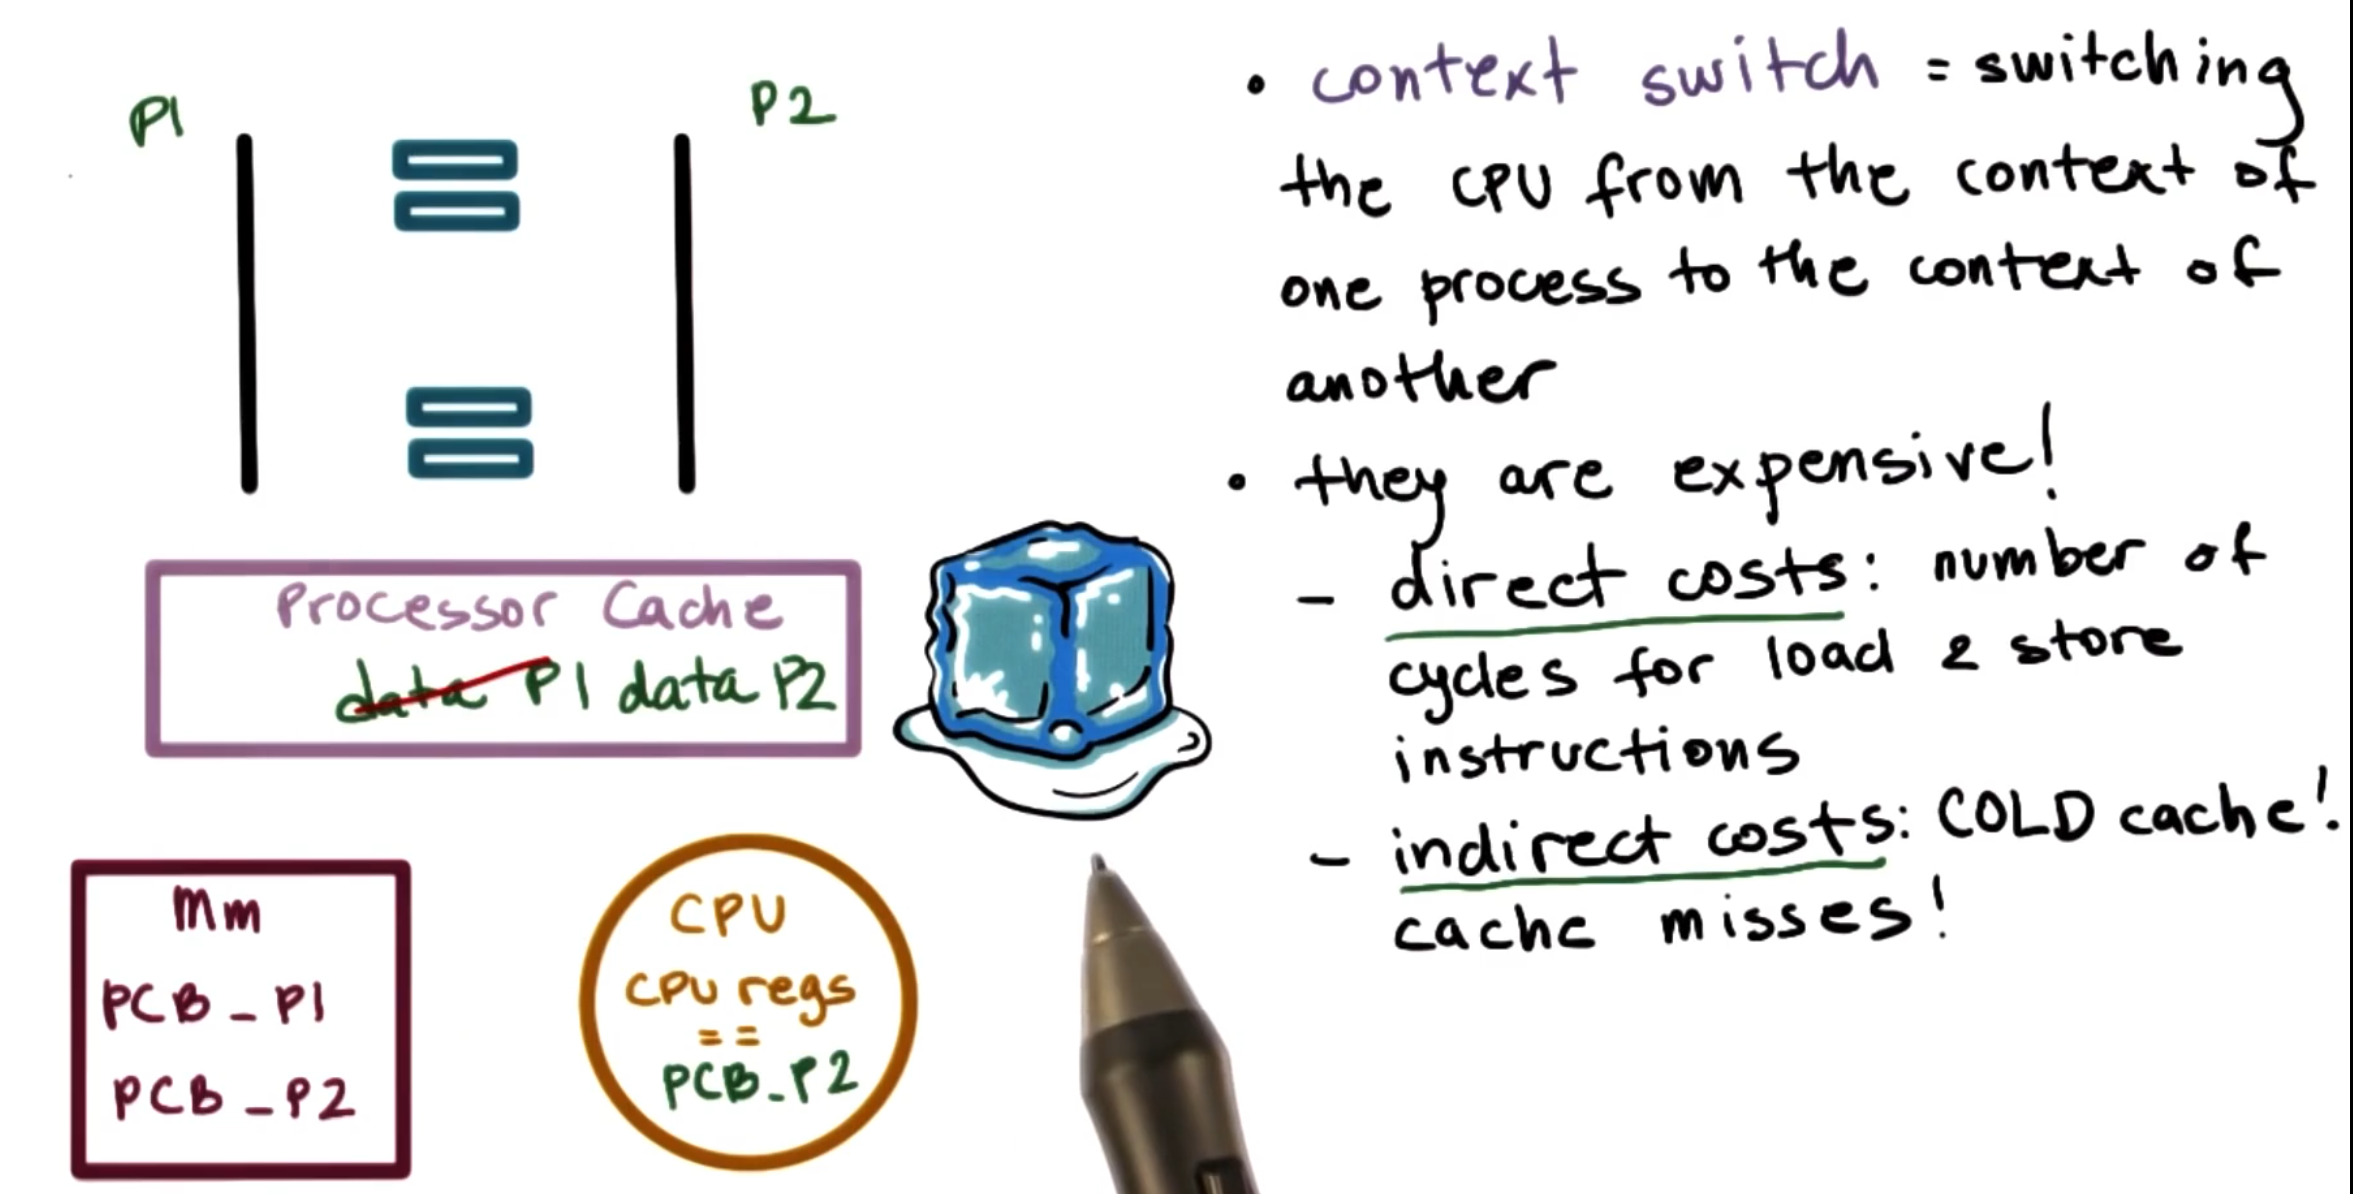 P1
P2
Processor Cache
data P1 data P2
Mm
PCB_P1
PCB_P2
CPU
CPU regs
==
PCB_P2
• context switch = switching
the CPU from the context of
one process to the context of
another
• they are expensive!
- direct costs: number of
cycles for load & store
instructions
- indirect costs: COLD cache!
cache misses!